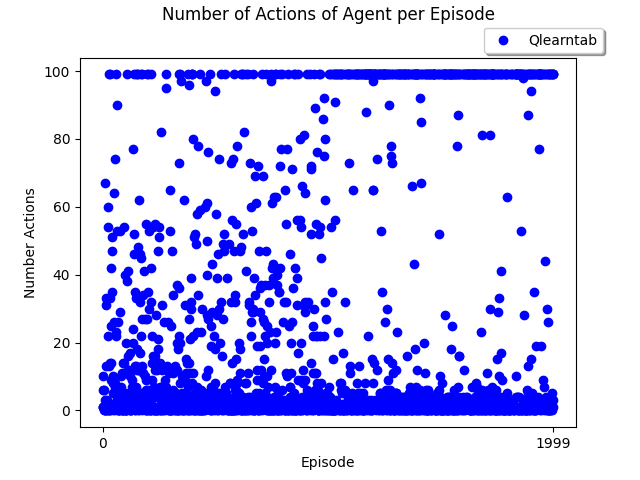 Number of Actions of Agent per Episode
Qlearntab
100
80
60
40
20
0
Number Actions
0
1999
Episode